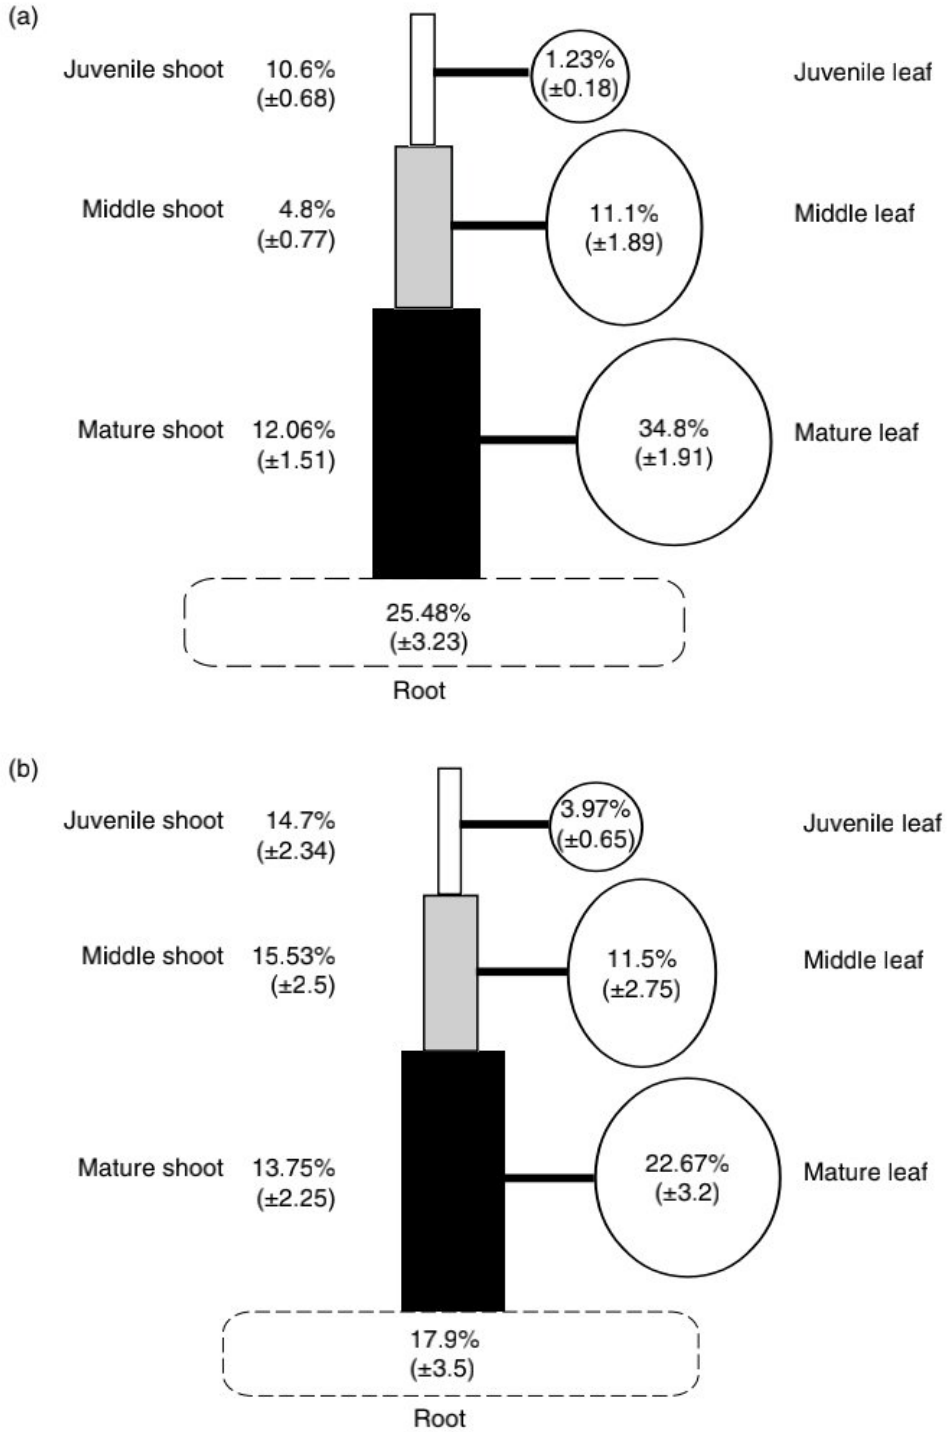 (a)
Juvenile shoot 10.6% 1.23% Juvenile leaf
(±0.68) (±0.18)
Middle shoot 4.8% 11.1% Middle leaf
(±0.77) (±1.89)
Mature shoot 12.06% 34.8% Mature leaf
(±1.51) (±1.91)
25.48%
(±3.23)
Root
(b)
Juvenile shoot 14.7% 3.97% Juvenile leaf
(±2.34) (±0.65)
Middle shoot 15.53% 11.5% Middle leaf
(±2.5) (±2.75)
Mature shoot 13.75% 22.67% Mature leaf
(±2.25) (±3.2)
17.9%
(±3.5)
Root